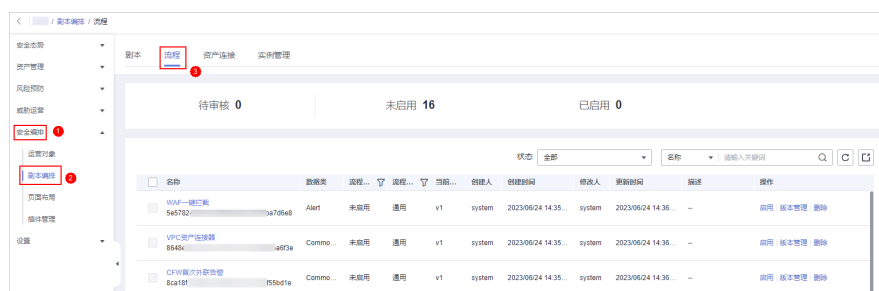 / 剧本编排 / 流程
安全态势
资产管理
风险预防
威胁运营
安全编排 1
运营对象
剧本编排 2
页面布局
插件管理
设置
剧本 流程 资产连接 实例管理
3
待审核 0 未启用 16 已启用 0
状态 全部 名称 请输入关键词
名称 数据类 流程... 流程... 当前... 创建人 创建时间 修改人 更新时间 描述 操作
WAF一键拦截
5e5782 ba7d6e8 Alert 未启用 通用 v1 system 2023/06/24 14:35... system 2023/06/24 14:36... -- 启用 版本管理 删除
VPC资产连接器
8648 a6f3e Commo... 未启用 通用 v1 system 2023/06/24 14:35... system 2023/06/24 14:36... -- 启用 版本管理 删除
CFW首次外联告警
8ca18f f55bd1e Commo... 未启用 通用 v1 system 2023/06/24 14:35... system 2023/06/24 14:36... -- 启用 版本管理 删除